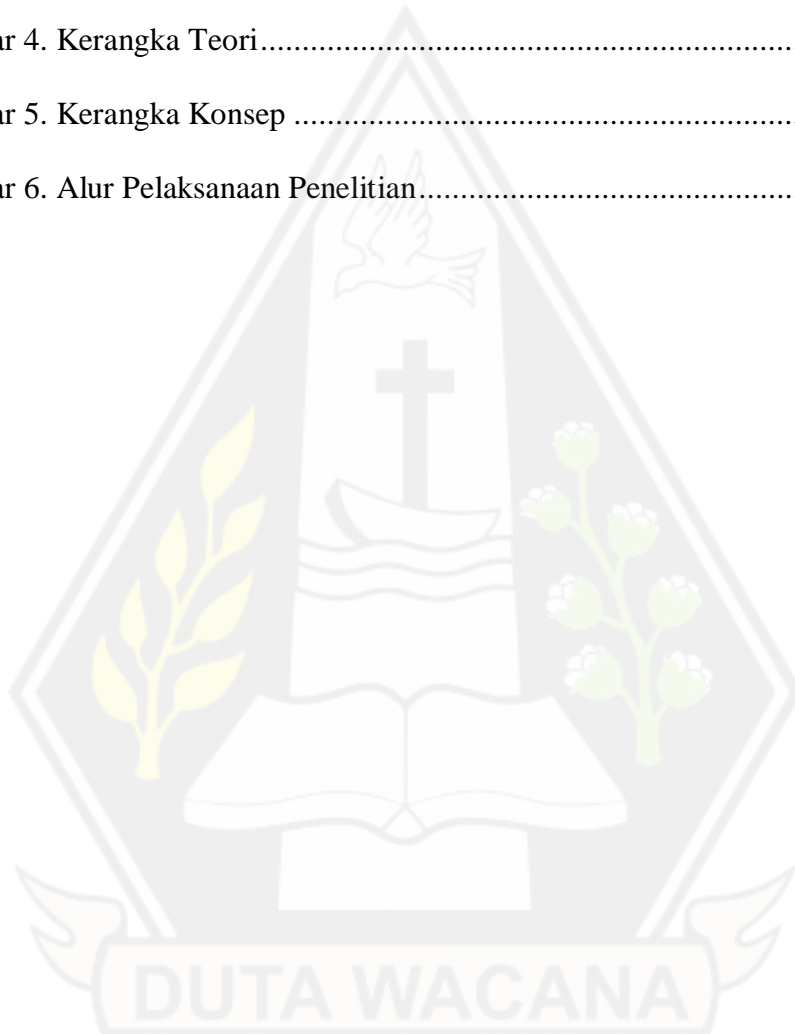 ar 4. Kerangka Teori................................................................
ar 5. Kerangka Konsep .............................................................
ar 6. Alur Pelaksanaan Penelitian..............................................
DUTA WACANA